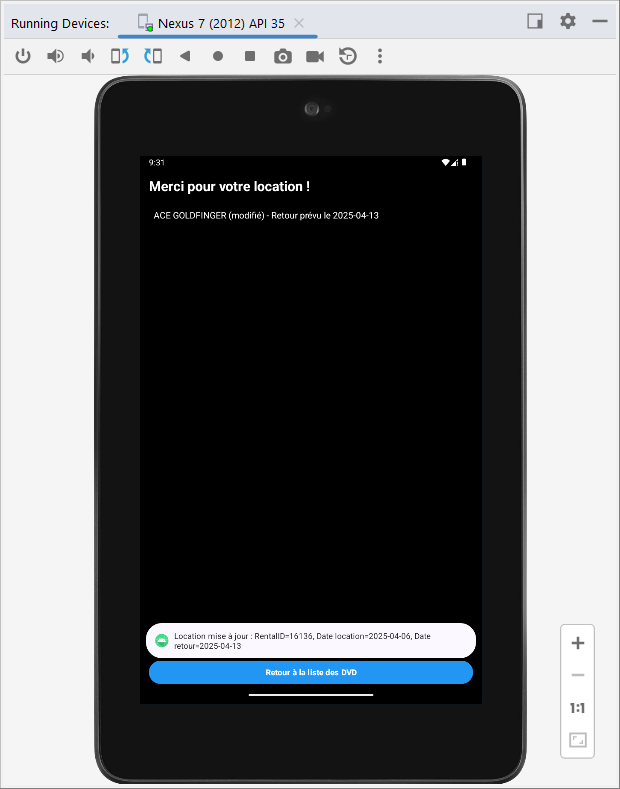 Running Devices: Nexus 7 (2012) API 35
9:31
Merci pour votre location !
ACE GOLDFINGER (modifié) - Retour prévu le 2025-04-13
Location mise à jour : RentalID=16136, Date location=2025-04-06, Date
retour=2025-04-13
Retour à la liste des DVD
1:1